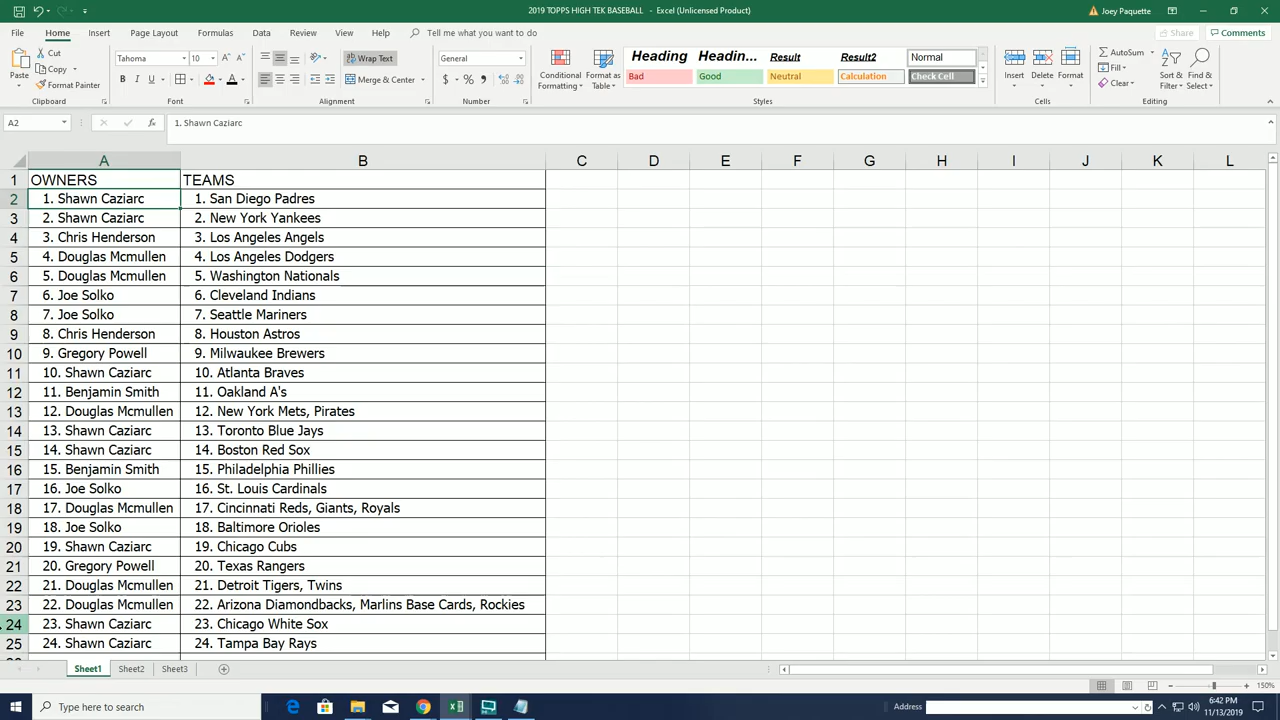 2019 TOPPS HIGH TEK BASEBALL - Excel (Unlicensed Product)
Joey Paquette
File Home Insert Page Layout Formulas Data Review View Help Tell me what you want to do
Share Comments
Paste
Cut
Copy
Format Painter
Clipboard
Tahoma 10
B I U
Font
Wrap Text
Merge & Center
Alignment
General
$ % ,
Number
Conditional Formatting
Format as Table
Heading Headin... Result Result2 Normal
Bad Good Neutral Calculation Check Cell
Styles
Insert Delete Format
Cells
AutoSum
Fill
Clear
Sort & Filter
Find & Select
Editing
A2
fx
1. Shawn Caziarc
A B C D E F G H I J K L
1 OWNERS TEAMS
2 1. Shawn Caziarc 1. San Diego Padres
3 2. Shawn Caziarc 2. New York Yankees
4 3. Chris Henderson 3. Los Angeles Angels
5 4. Douglas Mcmullen 4. Los Angeles Dodgers
6 5. Douglas Mcmullen 5. Washington Nationals
7 6. Joe Solko 6. Cleveland Indians
8 7. Joe Solko 7. Seattle Mariners
9 8. Chris Henderson 8. Houston Astros
10 9. Gregory Powell 9. Milwaukee Brewers
11 10. Shawn Caziarc 10. Atlanta Braves
12 11. Benjamin Smith 11. Oakland A's
13 12. Douglas Mcmullen 12. New York Mets, Pirates
14 13. Shawn Caziarc 13. Toronto Blue Jays
15 14. Shawn Caziarc 14. Boston Red Sox
16 15. Benjamin Smith 15. Philadelphia Phillies
17 16. Joe Solko 16. St. Louis Cardinals
18 17. Douglas Mcmullen 17. Cincinnati Reds, Giants, Royals
19 18. Joe Solko 18. Baltimore Orioles
20 19. Shawn Caziarc 19. Chicago Cubs
21 20. Gregory Powell 20. Texas Rangers
22 21. Douglas Mcmullen 21. Detroit Tigers, Twins
23 22. Douglas Mcmullen 22. Arizona Diamondbacks, Marlins Base Cards, Rockies
24 23. Shawn Caziarc 23. Chicago White Sox
25 24. Shawn Caziarc 24. Tampa Bay Rays
Sheet1 Sheet2 Sheet3
150%
Type here to search
Address
6:42 PM
11/13/2019